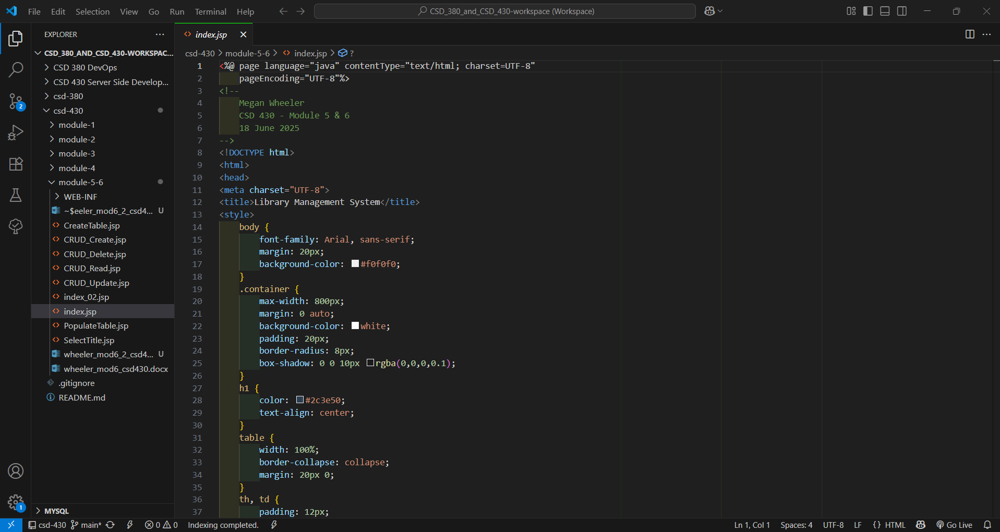 File Edit Selection View Go Run Terminal Help
CSD_380_and_CSD_430-workspace (Workspace)
EXPLORER
CSD_380_AND_CSD_430-WORKSPAC...
CSD 380 DevOps
CSD 430 Server Side Develop...
csd-380
csd-430
module-1
module-2
module-3
module-4
module-5-6
WEB-INF
~$eeler_mod6_2_csd4... U
CreateTable.jsp
CRUD_Create.jsp
CRUD_Delete.jsp
CRUD_Read.jsp
CRUD_Update.jsp
index_02.jsp
index.jsp
PopulateTable.jsp
SelectTitle.jsp
wheeler_mod6_2_csd4... U
wheeler_mod6_csd430.docx
.gitignore
README.md
MYSQL
2
1
index.jsp
csd-430 > module-5-6 > index.jsp > ?
1 <%@ page language="java" contentType="text/html; charset=UTF-8"
2 pageEncoding="UTF-8"%>
3 <!--
4 Megan Wheeler
5 CSD 430 - Module 5 & 6
6 18 June 2025
7 -->
8 <!DOCTYPE html>
9 <html>
10 <head>
11 <meta charset="UTF-8">
12 <title>Library Management System</title>
13 <style>
14 body {
15 font-family: Arial, sans-serif;
16 margin: 20px;
17 background-color: #f0f0f0;
18 }
19 .container {
20 max-width: 800px;
21 margin: 0 auto;
22 background-color: white;
23 padding: 20px;
24 border-radius: 8px;
25 box-shadow: 0 0 10px rgba(0,0,0,0.1);
26 }
27 h1 {
28 color: #2c3e50;
29 text-align: center;
30 }
31 table {
32 width: 100%;
33 border-collapse: collapse;
34 margin: 20px 0;
35 }
36 th, td {
37 padding: 12px;
csd-430 main* 0 0 Indexing completed. Ln 1, Col 1 Spaces: 4 UTF-8 LF {} HTML Go Live